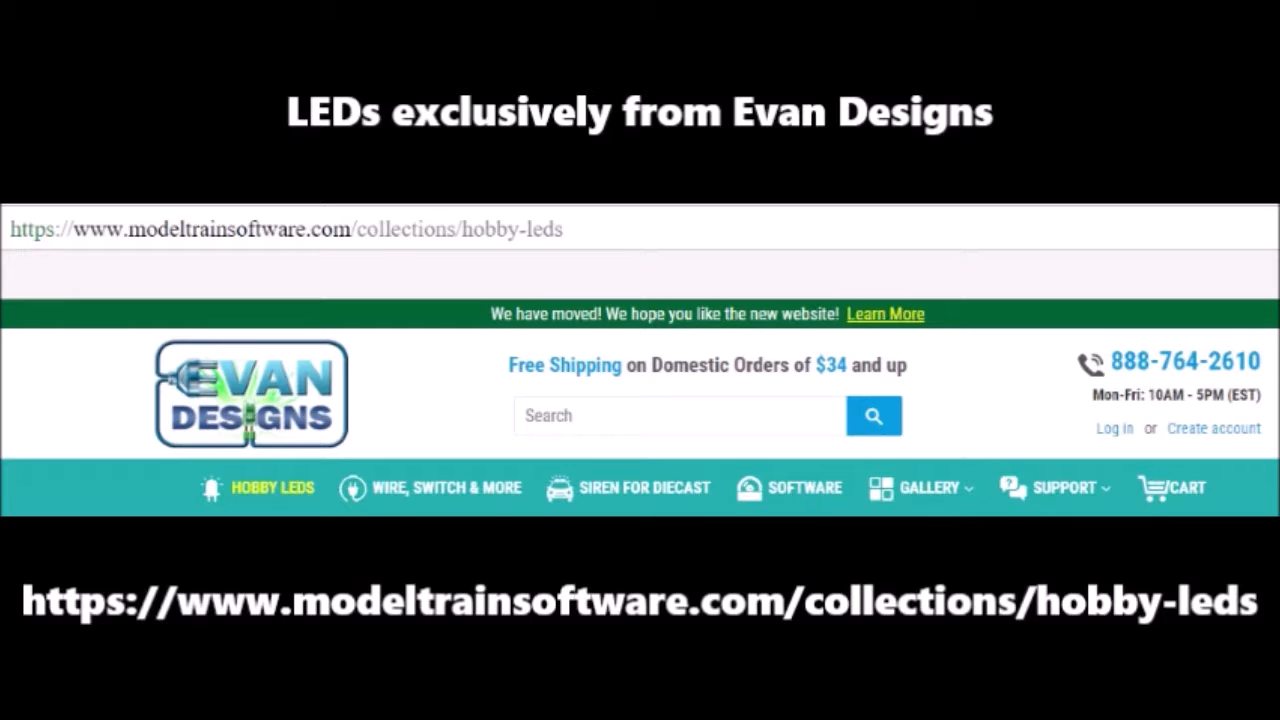 LEDs exclusively from Evan Designs
https://www.modeltrainsoftware.com/collections/hobby-leds
We have moved! We hope you like the new website! Learn More
EVAN
DESIGNS
Free Shipping on Domestic Orders of $34 and up
Search
888-764-2610
Mon-Fri: 10AM - 5PM (EST)
Log in or Create account
HOBBY LEDS WIRE, SWITCH & MORE SIREN FOR DIECAST SOFTWARE GALLERY SUPPORT /CART
https://www.modeltrainsoftware.com/collections/hobby-leds